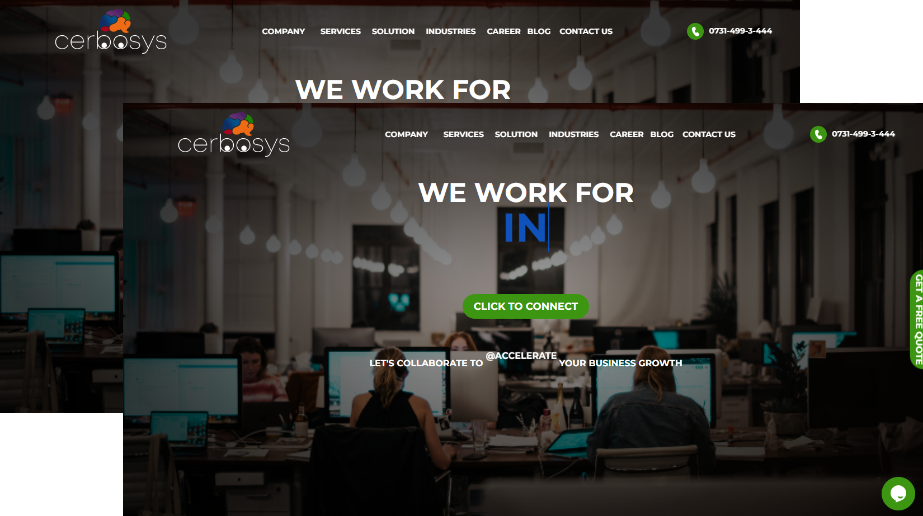 cerbosys
COMPANY SERVICES SOLUTION INDUSTRIES CAREER BLOG CONTACT US
0731-499-3-444
WE WORK FOR
cerbosys
COMPANY SERVICES SOLUTION INDUSTRIES CAREER BLOG CONTACT US
0731-499-3-444
WE WORK FOR
IN
CLICK TO CONNECT
LET'S COLLABORATE TO @ACCELERATE YOUR BUSINESS GROWTH
GET A FREE QUOTE